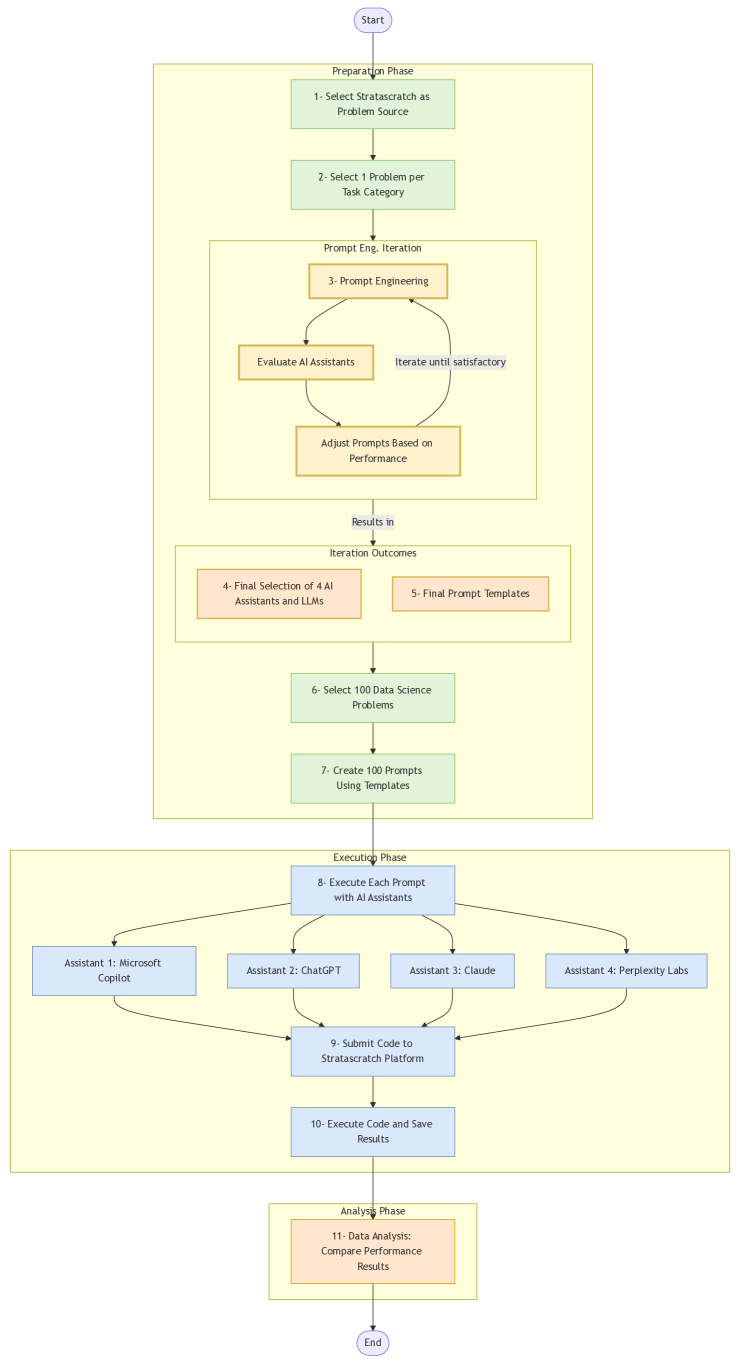 Start
Preparation Phase
1- Select Stratascratch as
Problem Source
2- Select 1 Problem per
Task Category
Prompt Eng. Iteration
3- Prompt Engineering
Evaluate AI Assistants
Iterate until satisfactory
Adjust Prompts Based on
Performance
Results in
Iteration Outcomes
4- Final Selection of 4 AI
Assistants and LLMs
5- Final Prompt Templates
6- Select 100 Data Science
Problems
7- Create 100 Prompts
Using Templates
Execution Phase
8- Execute Each Prompt
with AI Assistants
Assistant 1: Microsoft
Copilot
Assistant 2: ChatGPT
Assistant 3: Claude
Assistant 4: Perplexity Labs
9- Submit Code to
Stratascratch Platform
10- Execute Code and Save
Results
Analysis Phase
11- Data Analysis:
Compare Performance
Results
End